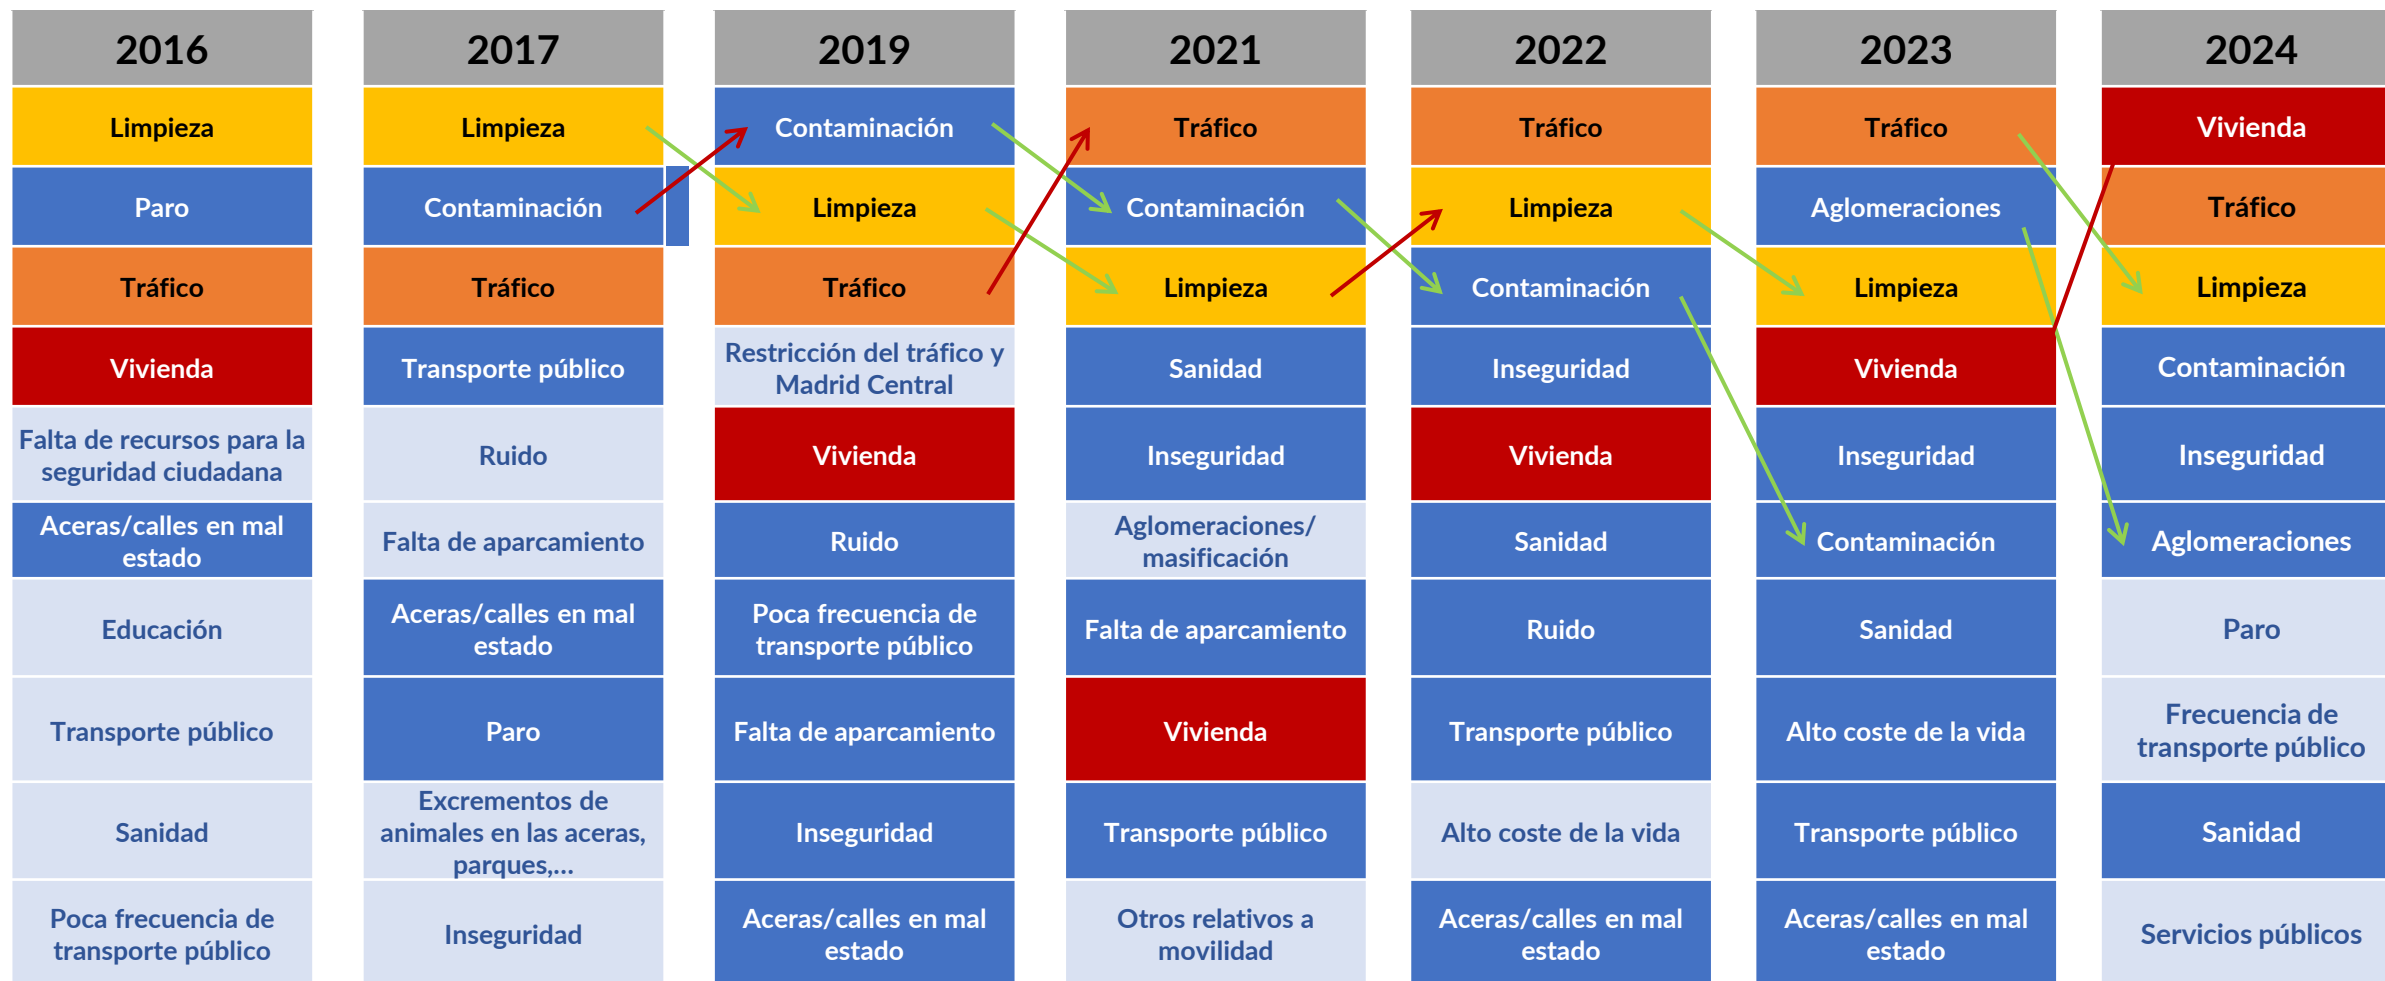 2016
Limpieza
Paro
Tráfico
Vivienda
Falta de recursos para la
seguridad ciudadana
Aceras/calles en mal
estado
Educación
Transporte público
Sanidad
Poca frecuencia de
transporte público
2017
Limpieza
Contaminación
Tráfico
Transporte público
Ruido
Falta de aparcamiento
Aceras/calles en mal
estado
Paro
Excrementos de
animales en las aceras,
parques,...
Inseguridad
2019
Contaminación
Limpieza
Tráfico
Restricción del tráfico y
Madrid Central
Vivienda
Ruido
Poca frecuencia de
transporte público
Falta de aparcamiento
Inseguridad
Aceras/calles en mal
estado
2021
Tráfico
Contaminación
Limpieza
Sanidad
Inseguridad
Aglomeraciones/
masificación
Falta de aparcamiento
Vivienda
Transporte público
Otros relativos a
movilidad
2022
Tráfico
Limpieza
Contaminación
Inseguridad
Vivienda
Sanidad
Ruido
Transporte público
Alto coste de la vida
Aceras/calles en mal
estado
2023
Tráfico
Aglomeraciones
Limpieza
Vivienda
Inseguridad
Contaminación
Sanidad
Alto coste de la vida
Transporte público
Aceras/calles en mal
estado
2024
Vivienda
Tráfico
Limpieza
Contaminación
Inseguridad
Aglomeraciones
Paro
Frecuencia de
transporte público
Sanidad
Servicios públicos